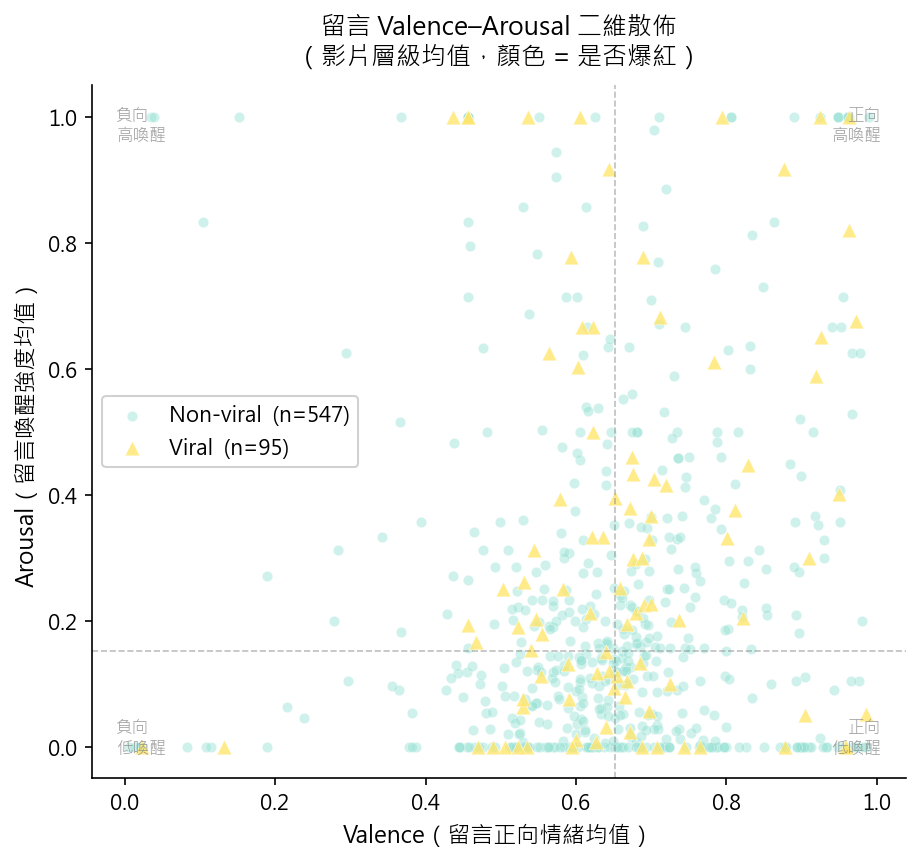 留言 Valence–Arousal 二維散佈
（影片層級均值，顏色 = 是否爆紅）
負向
高喚醒
正向
高喚醒
1.0
0.8
0.6
0.4
0.2
0.0
Arousal（留言喚醒強度均值）
Non-viral (n=547)
Viral (n=95)
負向
低喚醒
正向
低喚醒
0.0 0.2 0.4 0.6 0.8 1.0
Valence（留言正向情緒均值）